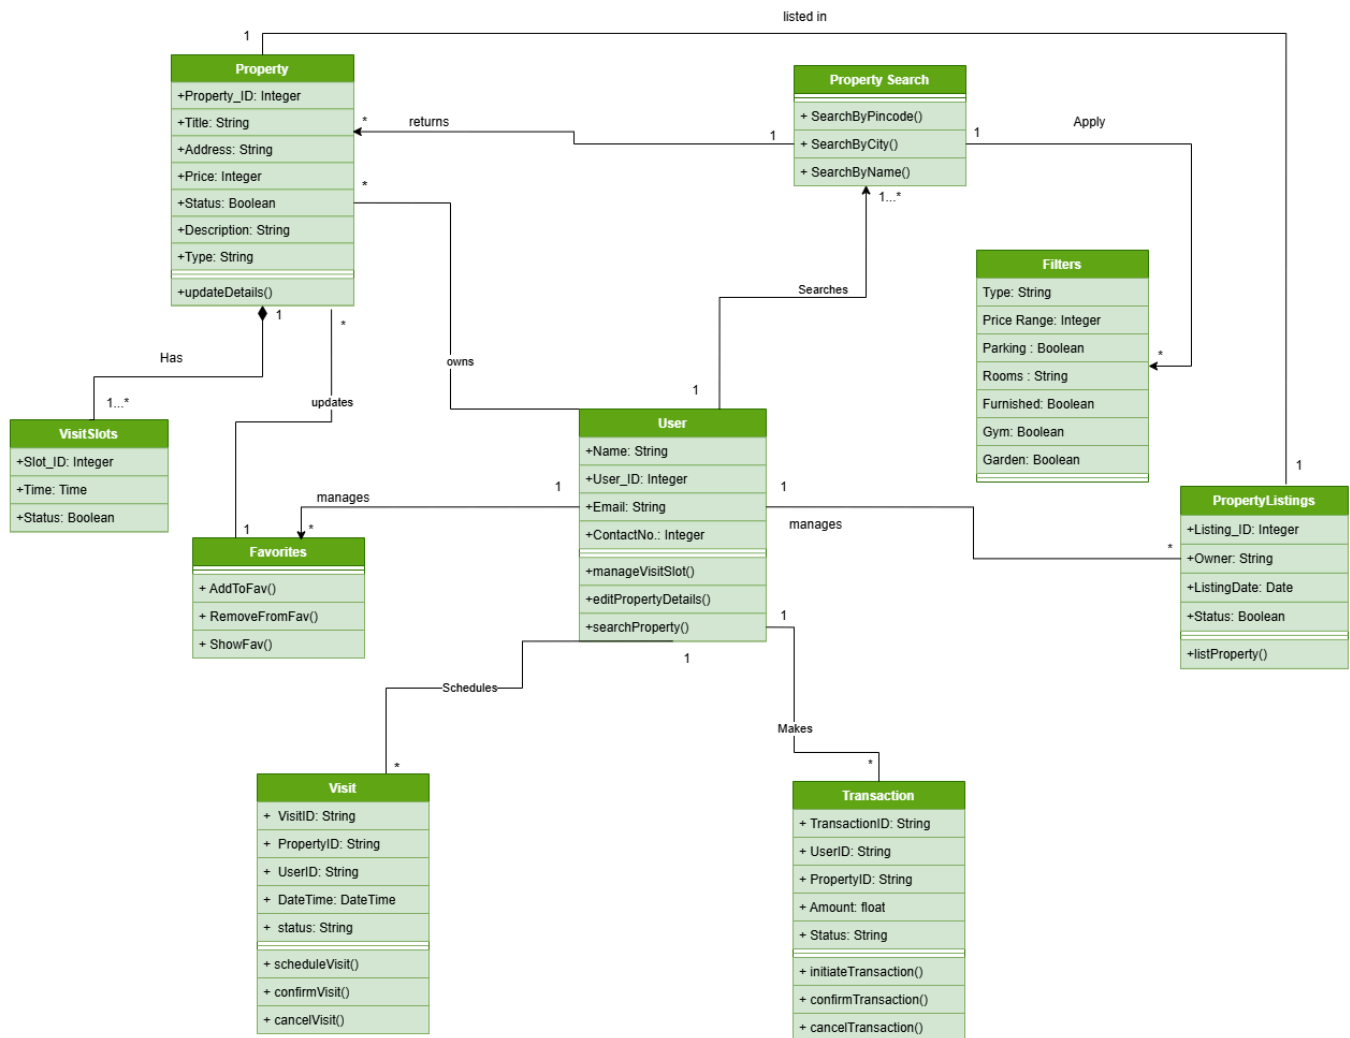 listed in
1
Property
+Property_ID: Integer
+Title: String
+Address: String
+Price: Integer
+Status: Boolean
+Description: String
+Type: String
+updateDetails()
*
returns
1
*
Property Search
+ SearchByPincode()
+ SearchByCity()
+ SearchByName()
1
Apply
1...*
Searches
1
*
Filters
Type: String
Price Range: Integer
Parking : Boolean
Rooms : String
Furnished: Boolean
Gym: Boolean
Garden: Boolean
1
*
Has
1...*
updates
owns
VisitSlots
+Slot_ID: Integer
+Time: Time
+Status: Boolean
User
+Name: String
+User_ID: Integer
+Email: String
+ContactNo.: Integer
+manageVisitSlot()
+editPropertyDetails()
+searchProperty()
1
manages
*
1
1
Favorites
+ AddToFav()
+ RemoveFromFav()
+ ShowFav()
1
manages
*
1
PropertyListings
+Listing_ID: Integer
+Owner: String
+ListingDate: Date
+Status: Boolean
+listProperty()
1
1
Schedules
*
Makes
*
Visit
+ VisitID: String
+ PropertyID: String
+ UserID: String
+ DateTime: DateTime
+ status: String
+ scheduleVisit()
+ confirmVisit()
+ cancelVisit()
Transaction
+ TransactionID: String
+ UserID: String
+ PropertyID: String
+ Amount: float
+ Status: String
+ initiateTransaction()
+ confirmTransaction()
+ cancelTransaction()